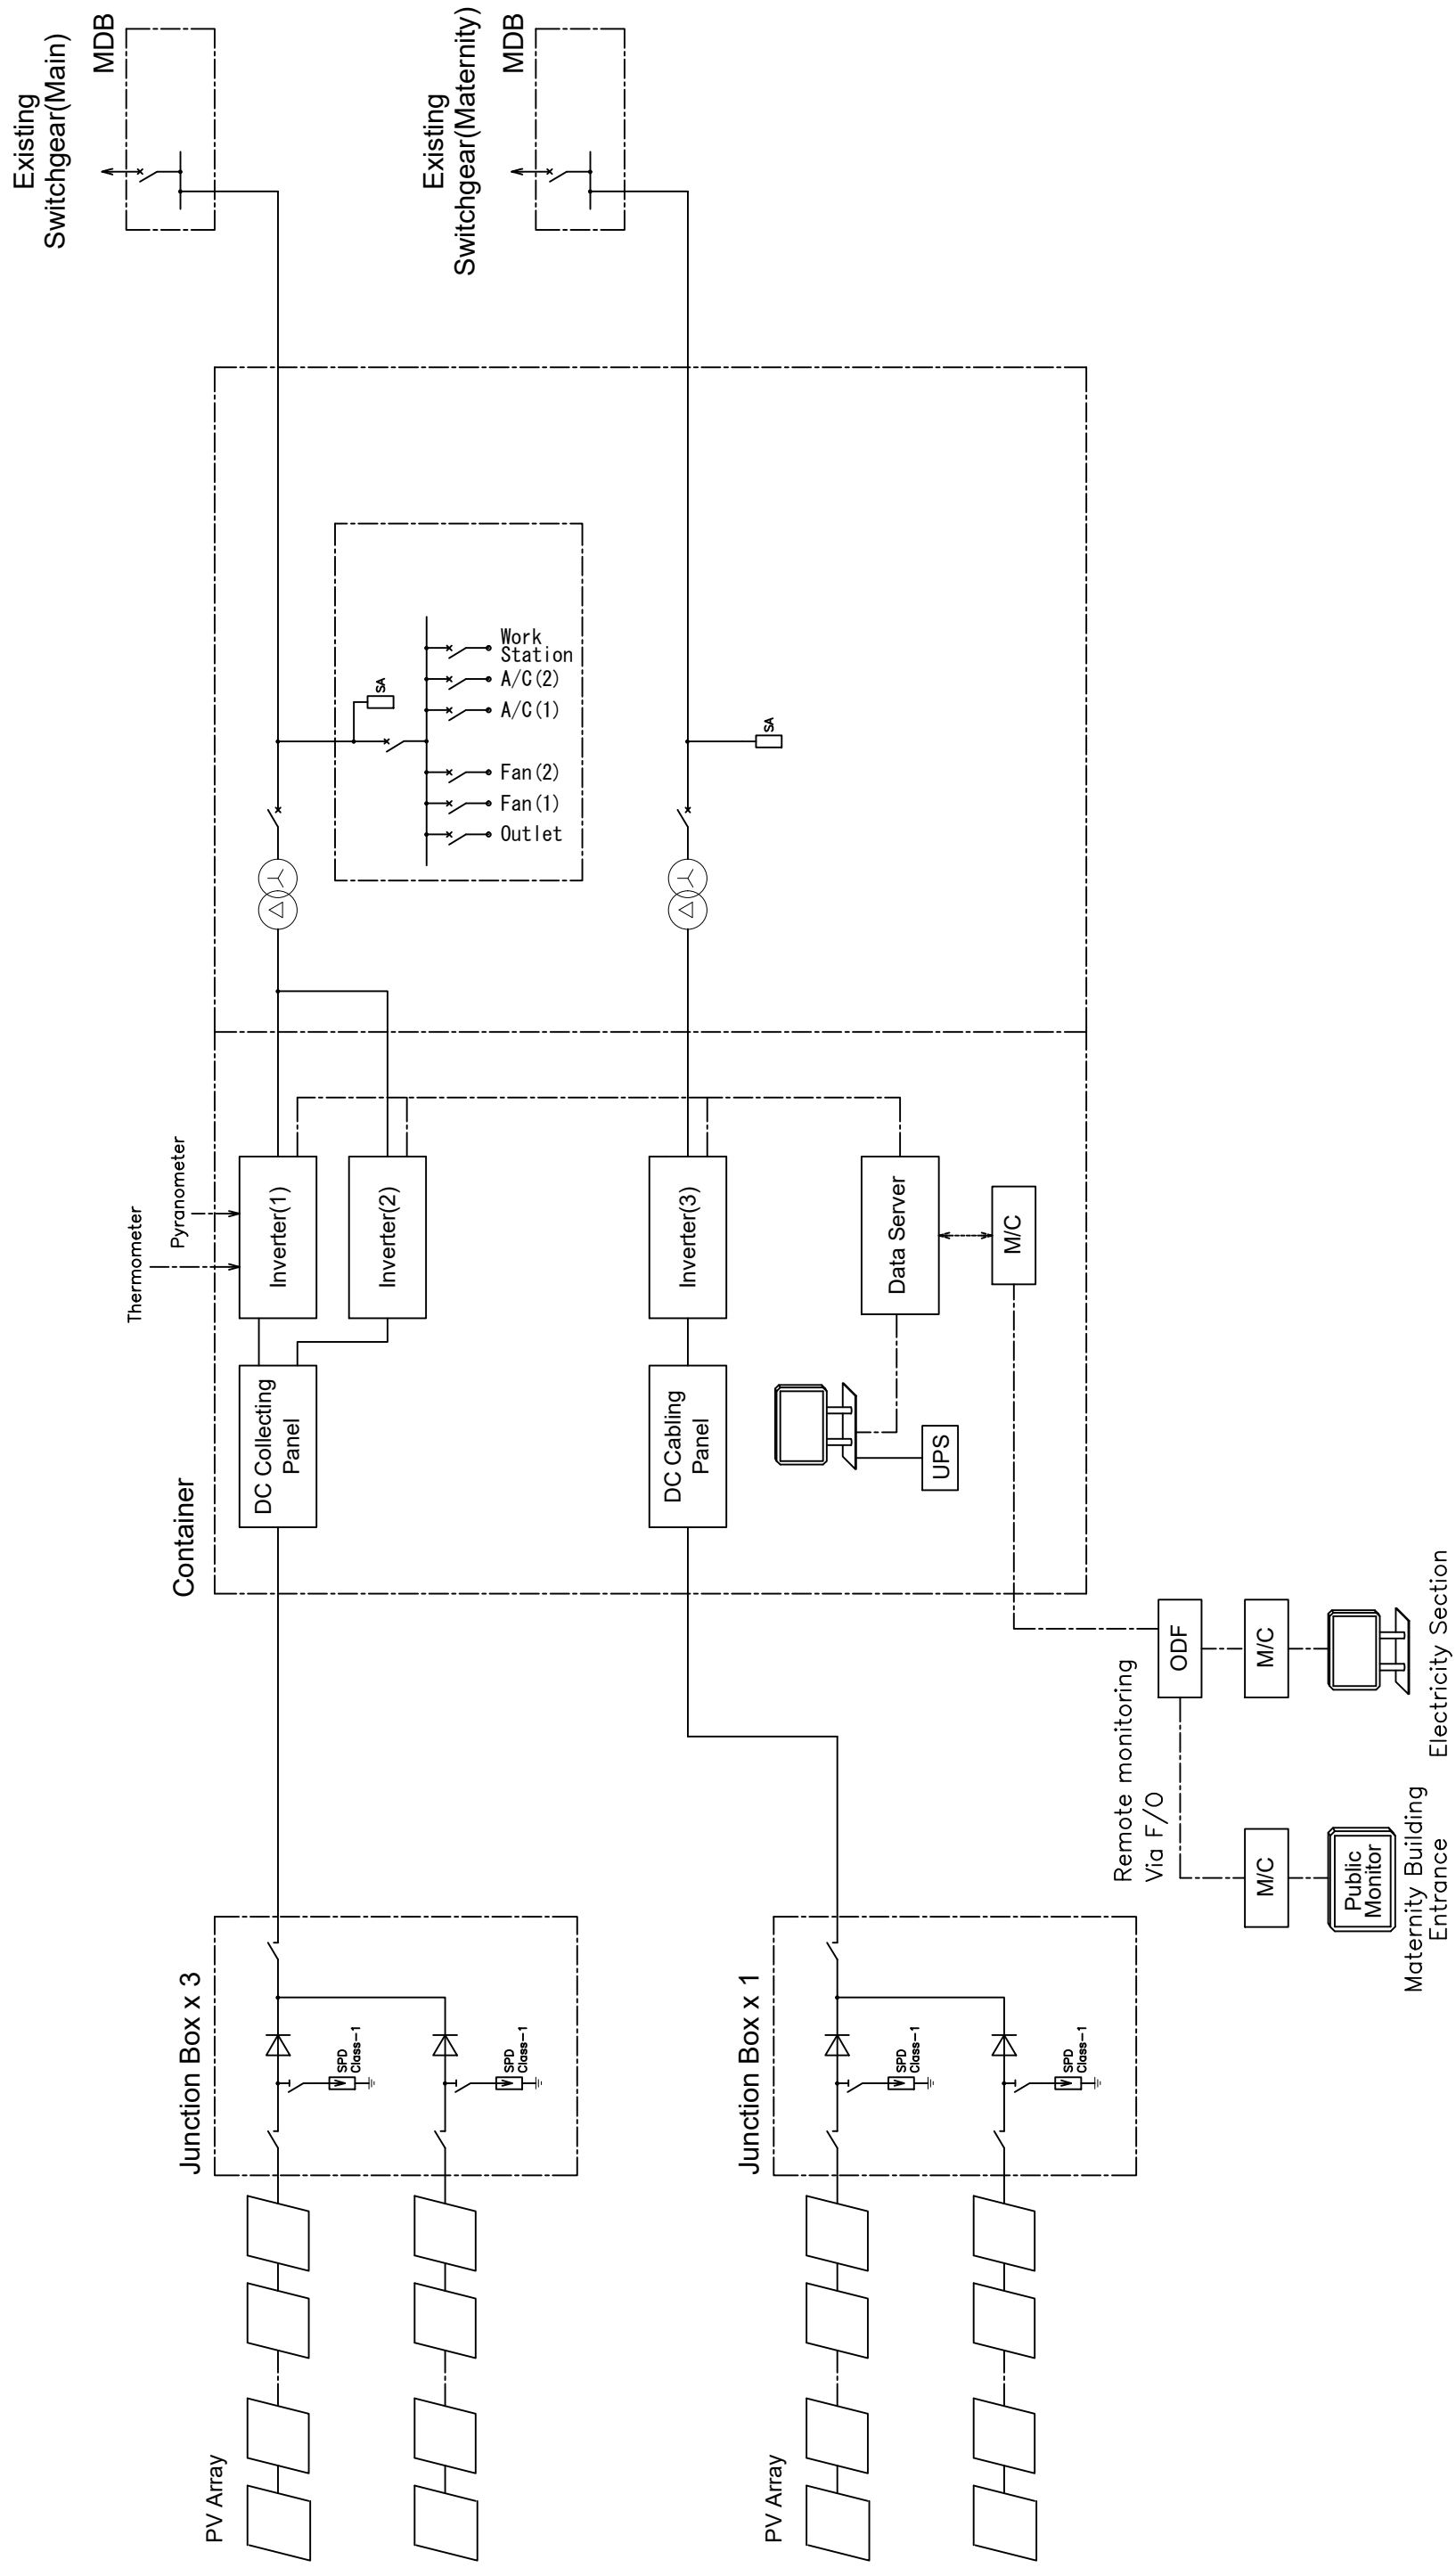 PV Array
Junction Box x 3
SPD
Class-1
SPD
Class-1
Container
DC Collecting
Panel
Thermometer
Pyranometer
Inverter(1)
Inverter(2)
SA
Outlet
Fan(1)
Fan(2)
A/C(1)
A/C(2)
Work
Station
Existing
Switchgear(Main)
MDB
PV Array
Junction Box x 1
SPD
Class-1
SPD
Class-1
DC Cabling
Panel
Inverter(3)
SA
Existing
Switchgear(Maternity)
MDB
UPS
Data Server
M/C
Remote monitoring
Via F/O
ODF
M/C
Public
Monitor
Maternity Building
Entrance
M/C
Electricity Section